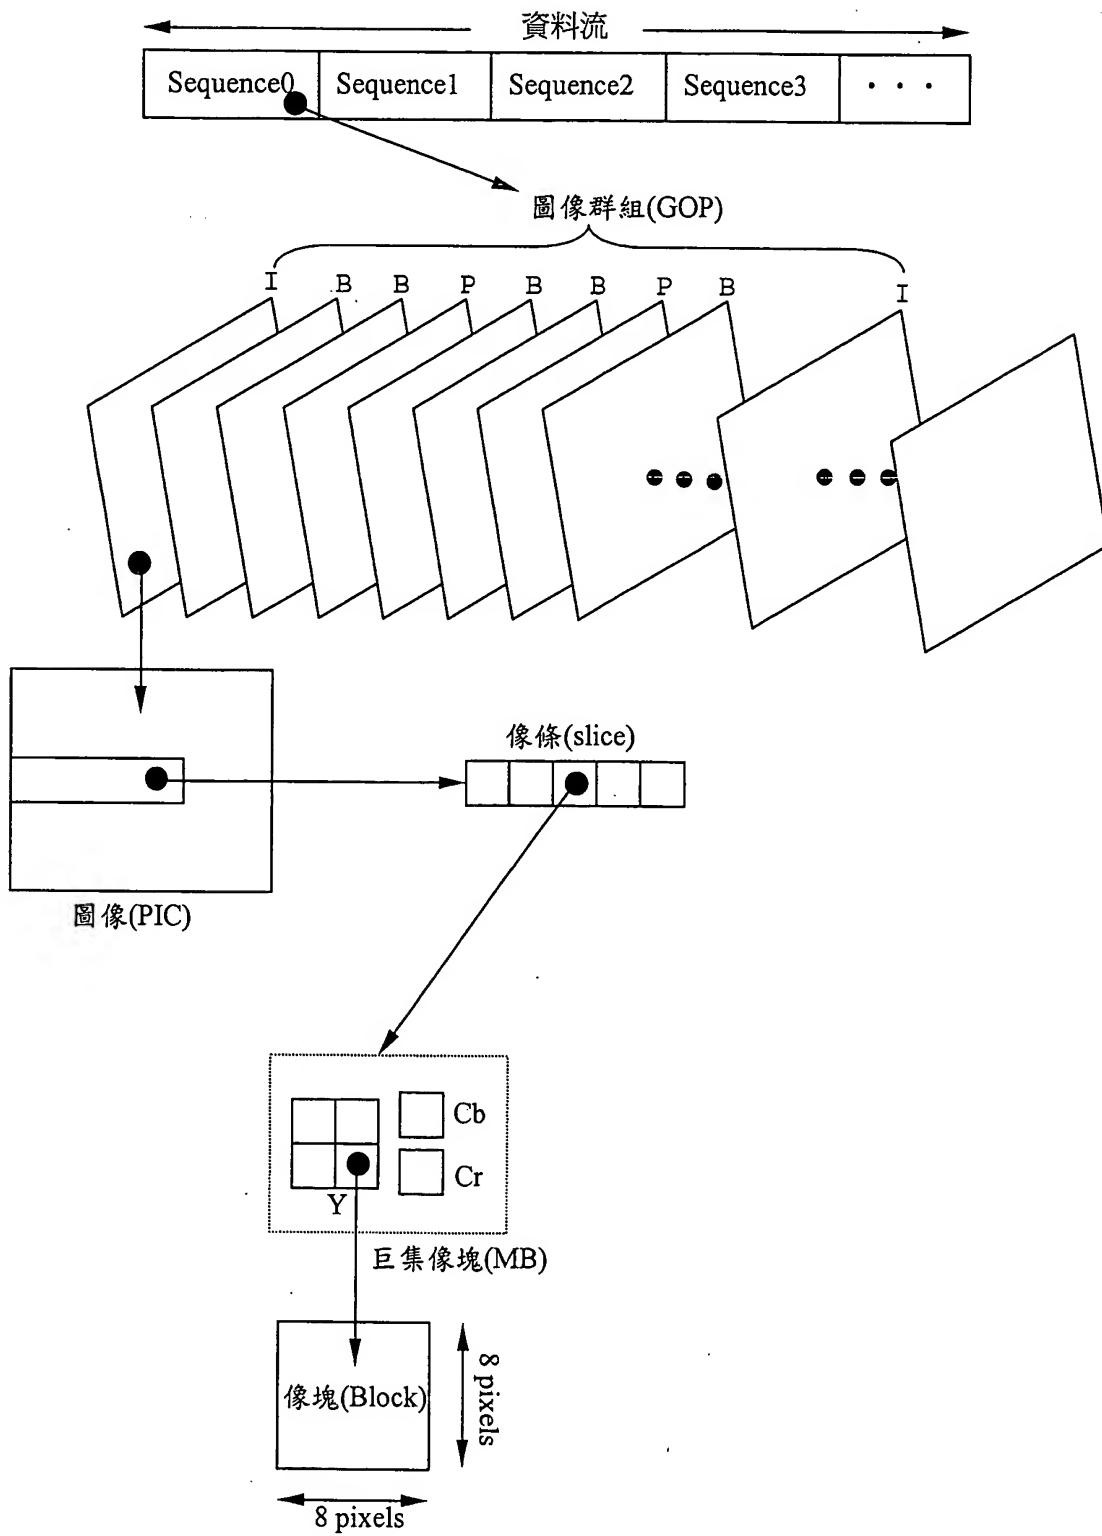 資料流
Sequence0 Sequence1 Sequence2 Sequence3 · · ·
圖像群組(GOP)
I B B P B B P B I
像條(slice)
圖像(PIC)
Cb
Cr
Y
巨集像塊(MB)
像塊(Block)
8 pixels
8 pixels